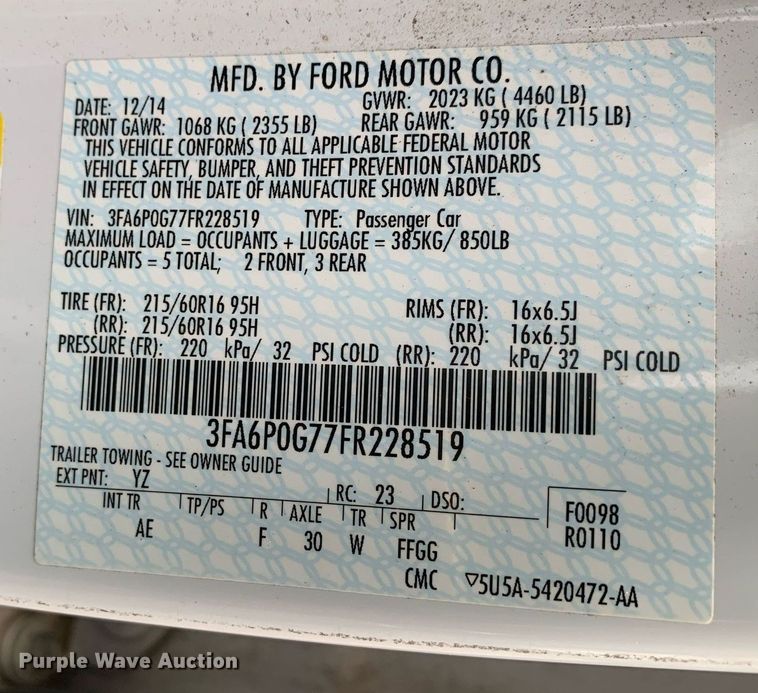 MFD. BY FORD MOTOR CO.
DATE: 12/14 GVWR: 2023 KG ( 4460 LB)
FRONT GAWR: 1068 KG ( 2355 LB) REAR GAWR: 959 KG ( 2115 LB)
THIS VEHICLE CONFORMS TO ALL APPLICABLE FEDERAL MOTOR
VEHICLE SAFETY, BUMPER, AND THEFT PREVENTION STANDARDS
IN EFFECT ON THE DATE OF MANUFACTURE SHOWN ABOVE.
VIN: 3FA6P0G77FR228519 TYPE: Passenger Car
MAXIMUM LOAD = OCCUPANTS + LUGGAGE = 385KG/ 850LB
OCCUPANTS = 5 TOTAL; 2 FRONT, 3 REAR
TIRE (FR): 215/60R16 95H RIMS (FR): 16x6.5J
(RR): 215/60R16 95H (RR): 16x6.5J
PRESSURE (FR): 220 kPa/ 32 PSI COLD (RR): 220 kPa/ 32 PSI COLD
3FA6P0G77FR228519
TRAILER TOWING - SEE OWNER GUIDE
EXT PNT: YZ RC: 23 DSO: F0098
INT TR TP/PS R AXLE TR SPR R0110
AE F 30 W FFGG
CMC ▽5U5A-5420472-AA
Purple Wave Auction